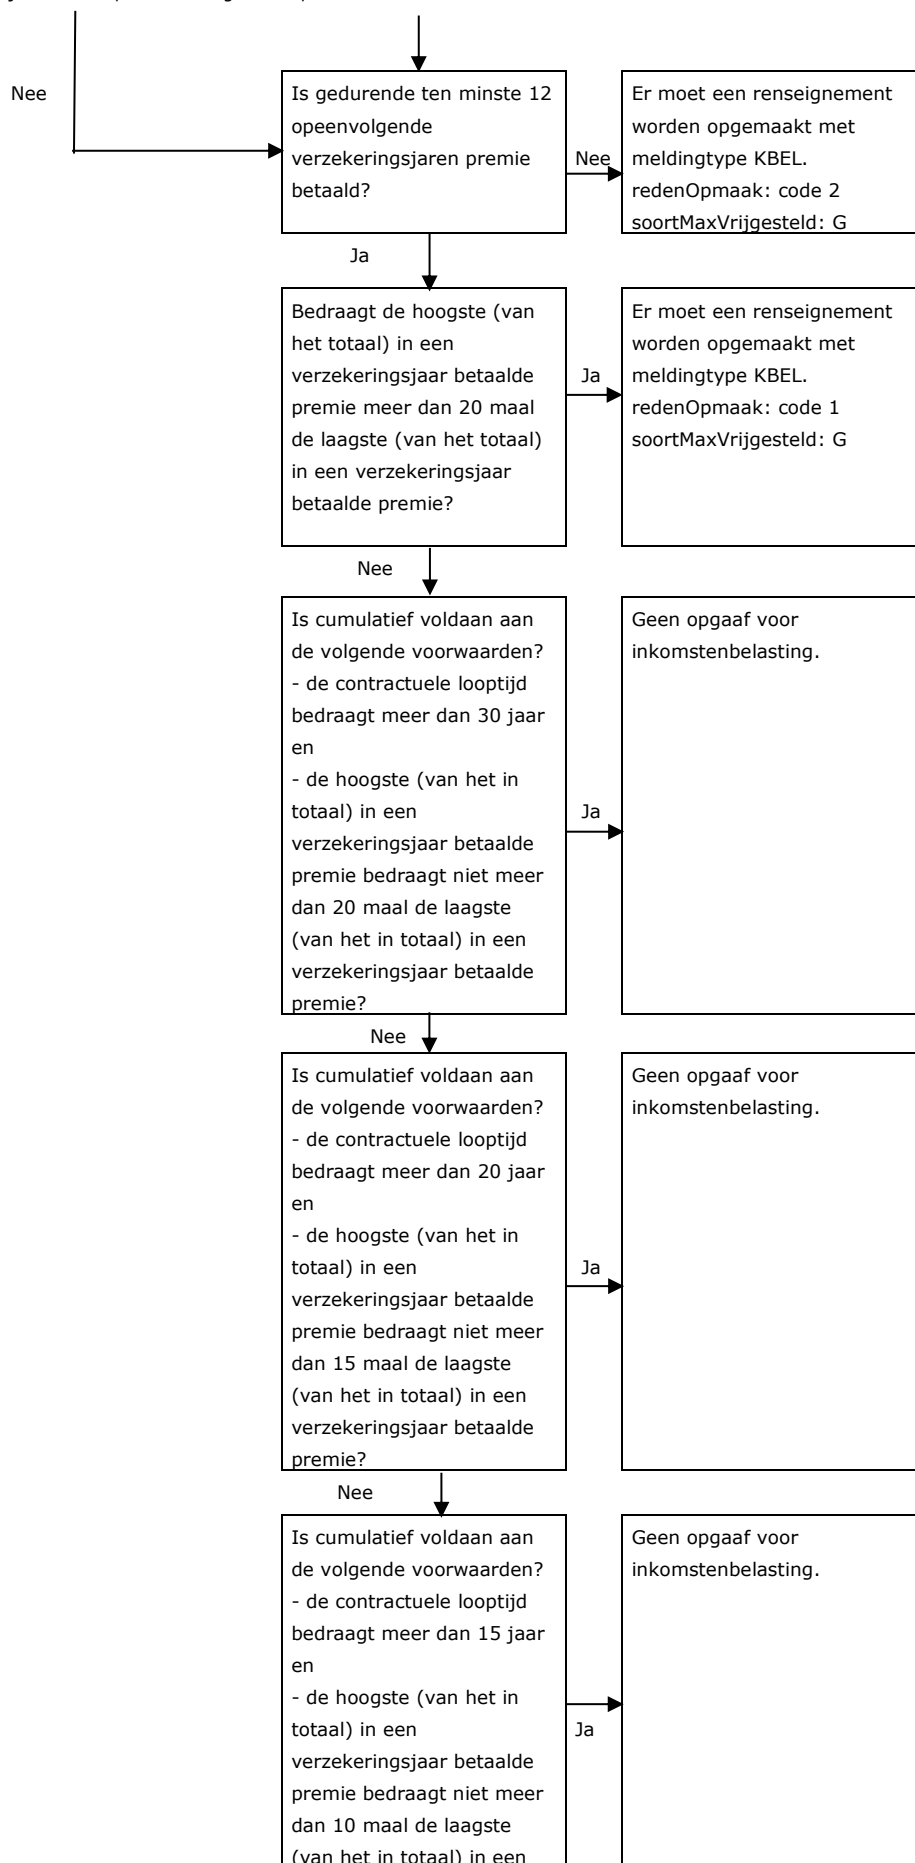 Nee
Is gedurende ten minste 12
opeenvolgende
verzekeringsjaren premie
betaald?
Nee
Er moet een renseignement
worden opgemaakt met
meldingtype KBEL.
redenOpmaak: code 2
soortMaxVrijgesteld: G
Ja
Bedraagt de hoogste (van
het totaal) in een
verzekeringsjaar betaalde
premie meer dan 20 maal
de laagste (van het totaal)
in een verzekeringsjaar
betaalde premie?
Ja
Er moet een renseignement
worden opgemaakt met
meldingtype KBEL.
redenOpmaak: code 1
soortMaxVrijgesteld: G
Nee
Is cumulatief voldaan aan
de volgende voorwaarden?
- de contractuele looptijd
bedraagt meer dan 30 jaar
en
- de hoogste (van het in
totaal) in een
verzekeringsjaar betaalde
premie bedraagt niet meer
dan 20 maal de laagste
(van het in totaal) in een
verzekeringsjaar betaalde
premie?
Ja
Geen opgaaf voor
inkomstenbelasting.
Nee
Is cumulatief voldaan aan
de volgende voorwaarden?
- de contractuele looptijd
bedraagt meer dan 20 jaar
en
- de hoogste (van het in
totaal) in een
verzekeringsjaar betaalde
premie bedraagt niet meer
dan 15 maal de laagste
(van het in totaal) in een
verzekeringsjaar betaalde
premie?
Ja
Geen opgaaf voor
inkomstenbelasting.
Nee
Is cumulatief voldaan aan
de volgende voorwaarden?
- de contractuele looptijd
bedraagt meer dan 15 jaar
en
- de hoogste (van het in
totaal) in een
verzekeringsjaar betaalde
premie bedraagt niet meer
dan 10 maal de laagste
(van het in totaal) in een
Ja
Geen opgaaf voor
inkomstenbelasting.